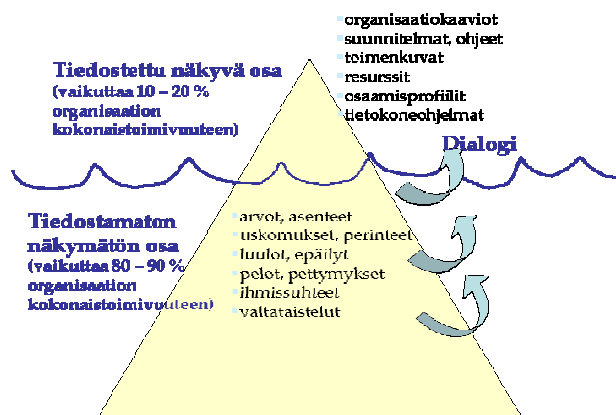 organisaatiokaaviot
suunnitelmat, ohjeet
toimenkuvat
resurssit
osaamisprofiilit
tietokoneohjelmat
Tiedostettu näkyvä osa
(vaikuttaa 10 – 20 %
organisaation
kokonaistoimivuuteen)
Dialogi
Tiedostamaton
näkymätön osa
(vaikuttaa 80 – 90 %
organisaation
kokonaistoimivuuteen)
arvot, asenteet
uskomukset, perinteet
luulot, epäilyt
pelot, pettymykset
ihmissuhteet
valtataistelut